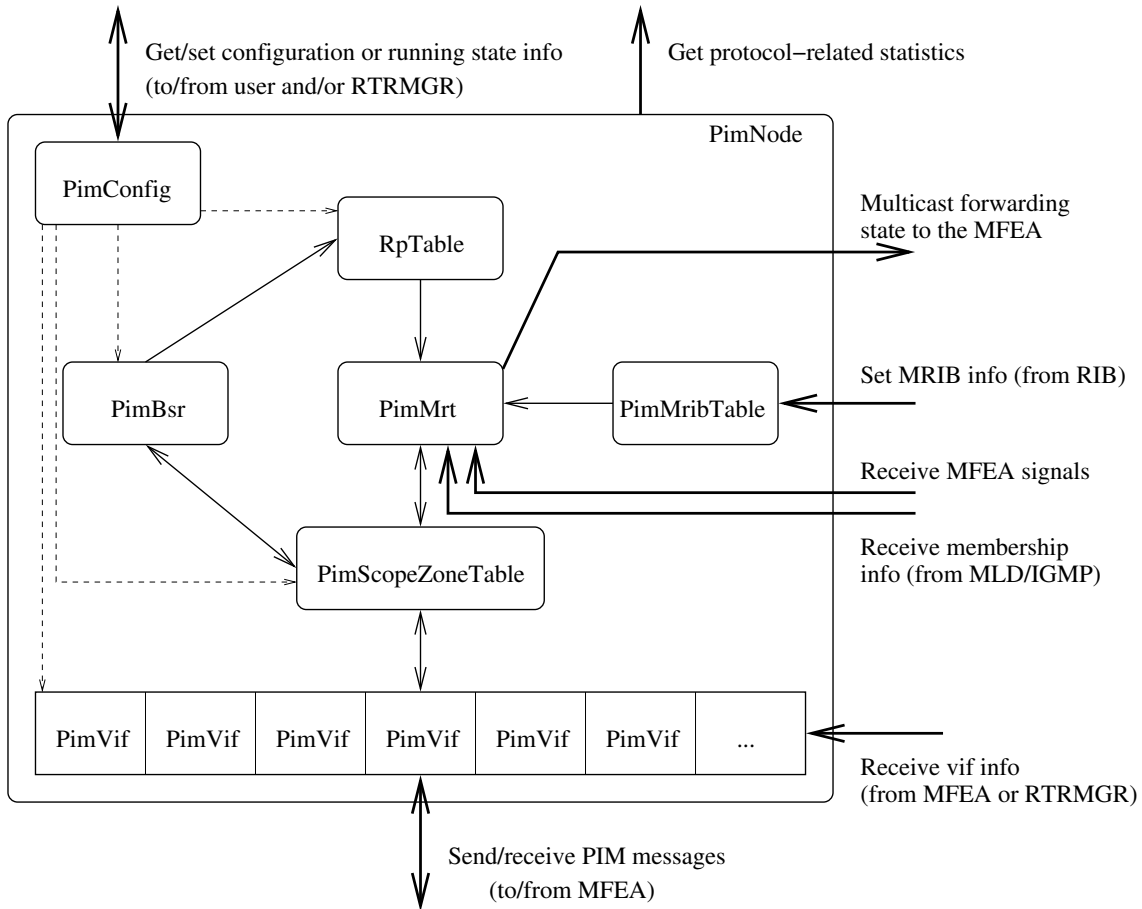 Get/set configuration or running state info
(to/from user and/or RTRMGR)
Get protocol−related statistics
PimNode
PimConfig
RpTable
Multicast forwarding
state to the MFEA
PimBsr
PimMrt
PimMribTable
Set MRIB info (from RIB)
Receive MFEA signals
Receive membership
info (from MLD/IGMP)
PimScopeZoneTable
PimVif PimVif PimVif PimVif PimVif PimVif ...
Receive vif info
(from MFEA or RTRMGR)
Send/receive PIM messages
(to/from MFEA)